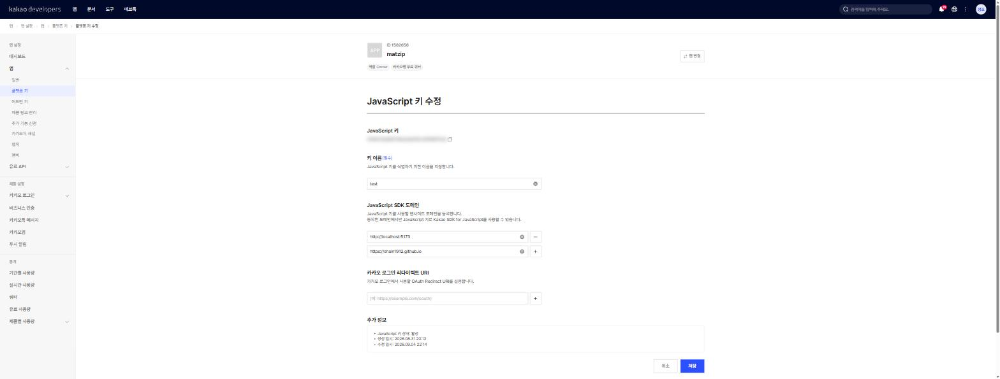 kakao developers 앱 문서 도구 데브톡 검색어를 입력해 주세요. 21 성호
앱 › 앱 설정 › 앱 › 플랫폼 키 › 플랫폼 키 수정
앱 설정
대시보드
앱
일반
플랫폼 키
어드민 키
제품 링크 관리
추가 기능 신청
카카오톡 채널
앱북
멤버
유료 API
제품 설정
카카오 로그인
비즈니스 인증
카카오톡 메시지
카카오맵
푸시 알림
통계
기간별 사용량
실시간 사용량
쿼터
유료 사용량
제품별 사용량
APP
ID 1562656
matzip
역할 Owner 카카오맵 무료 쿼터
앱 변경
JavaScript 키 수정
JavaScript 키
키 이름(필수)
JavaScript 키를 식별하기 위한 이름을 지정합니다.
test
JavaScript SDK 도메인
JavaScript 키를 사용할 웹사이트 도메인을 등록합니다.
등록한 도메인에서만 JavaScript 키로 Kakao SDK for JavaScript를 사용할 수 있습니다.
http://localhost:5173
https://shain1912.github.io
카카오 로그인 리다이렉트 URI
카카오 로그인에서 사용할 OAuth Redirect URI를 설정합니다.
(예: https://example.com/oauth)
추가 정보
• JavaScript 키 상태: 활성
• 생성 일시: 2026.08.31 20:12
• 수정 일시: 2026.09.04 22:14
취소 저장